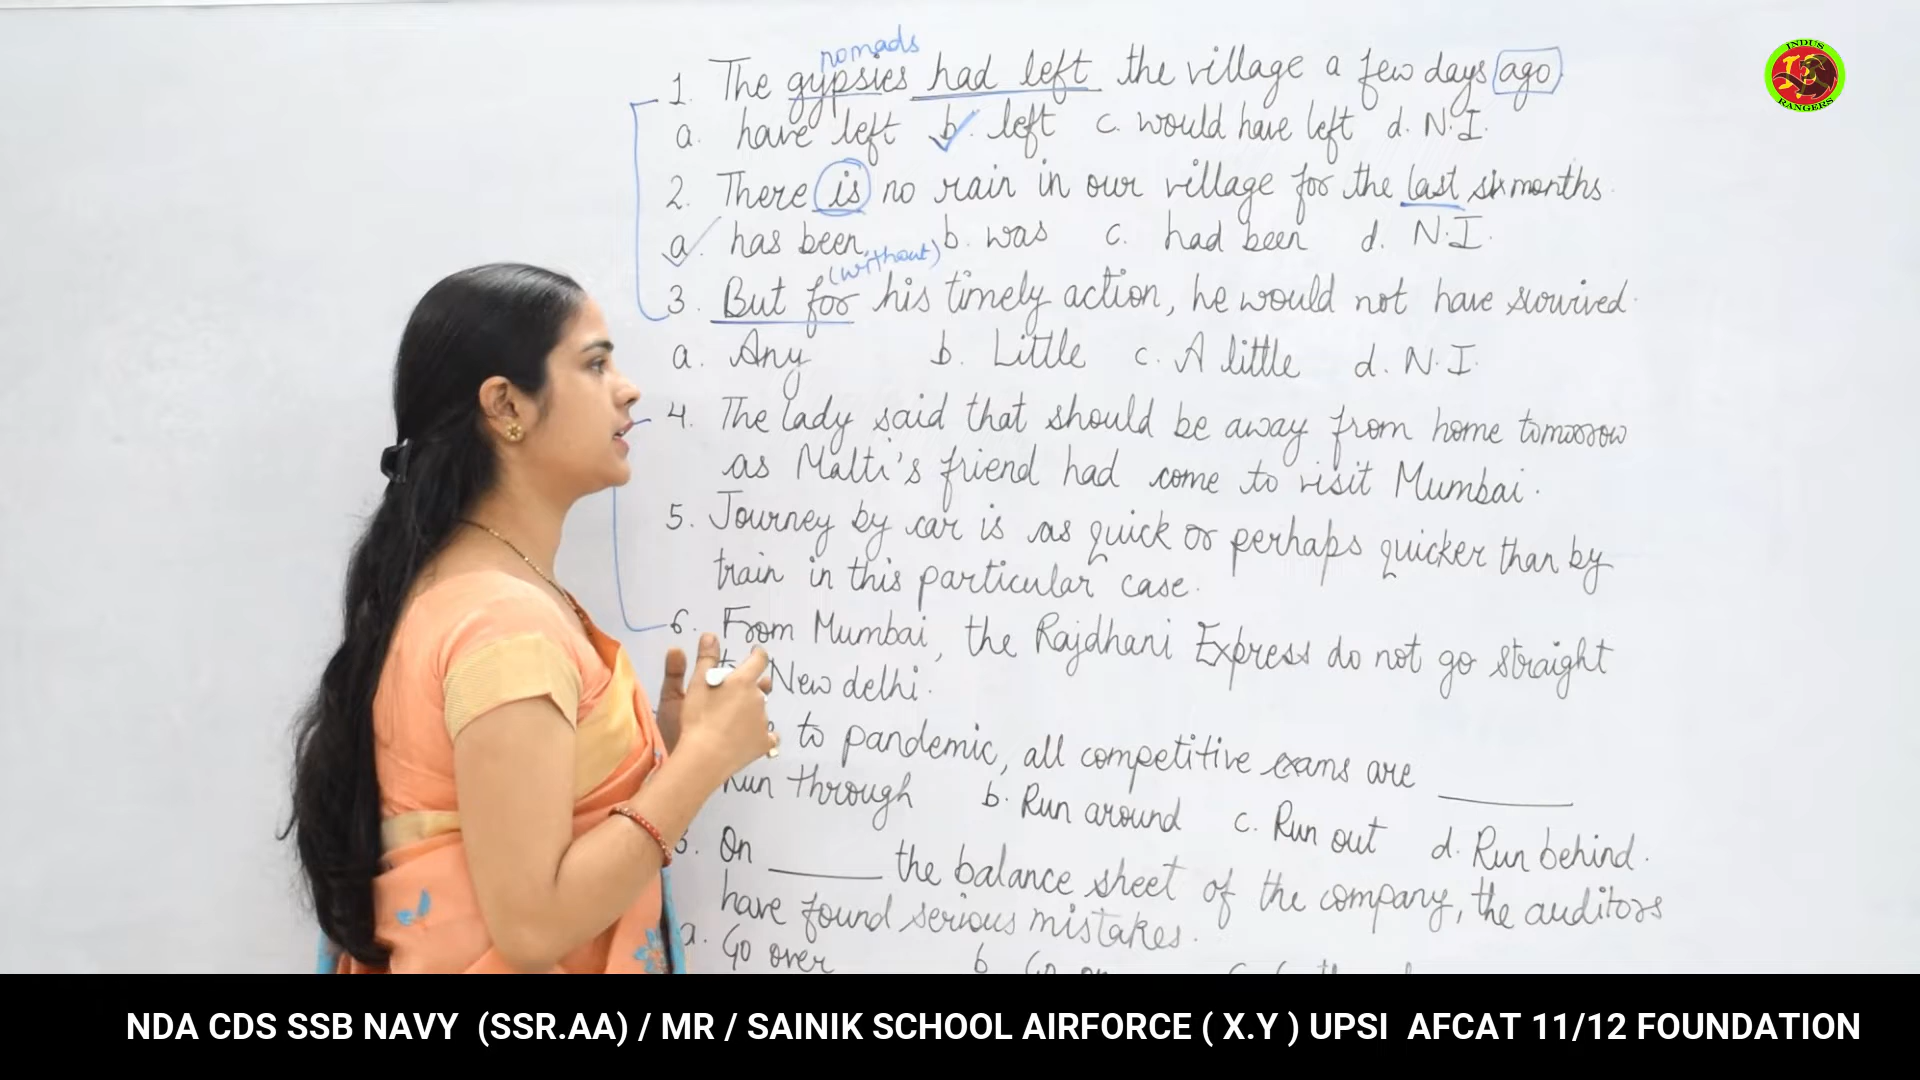 nomads
1. The gypsies had left the village a few days ago.
a. have left b. left c. would have left d. N.I.
2. There is no rain in our village for the last six months.
a. has been b. was c. had been d. N.I.
(without)
3. But for his timely action, he would not have survived.
a. Any b. Little c. A little d. N.I.
4. The lady said that should be away from home tomorrow
as Malti's friend had come to visit Mumbai.
5. Journey by car is as quick or perhaps quicker than by
train in this particular case.
6. From Mumbai, the Rajdhani Express do not go straight
New delhi.
to pandemic, all competitive exams are ______
Run through b. Run around c. Run out d. Run behind.
On ______ the balance sheet of the company, the auditors
have found serious mistakes.
a. Go over b.
INDUS
RANGERS
NDA CDS SSB NAVY (SSR.AA) / MR / SAINIK SCHOOL AIRFORCE ( X.Y ) UPSI AFCAT 11/12 FOUNDATION